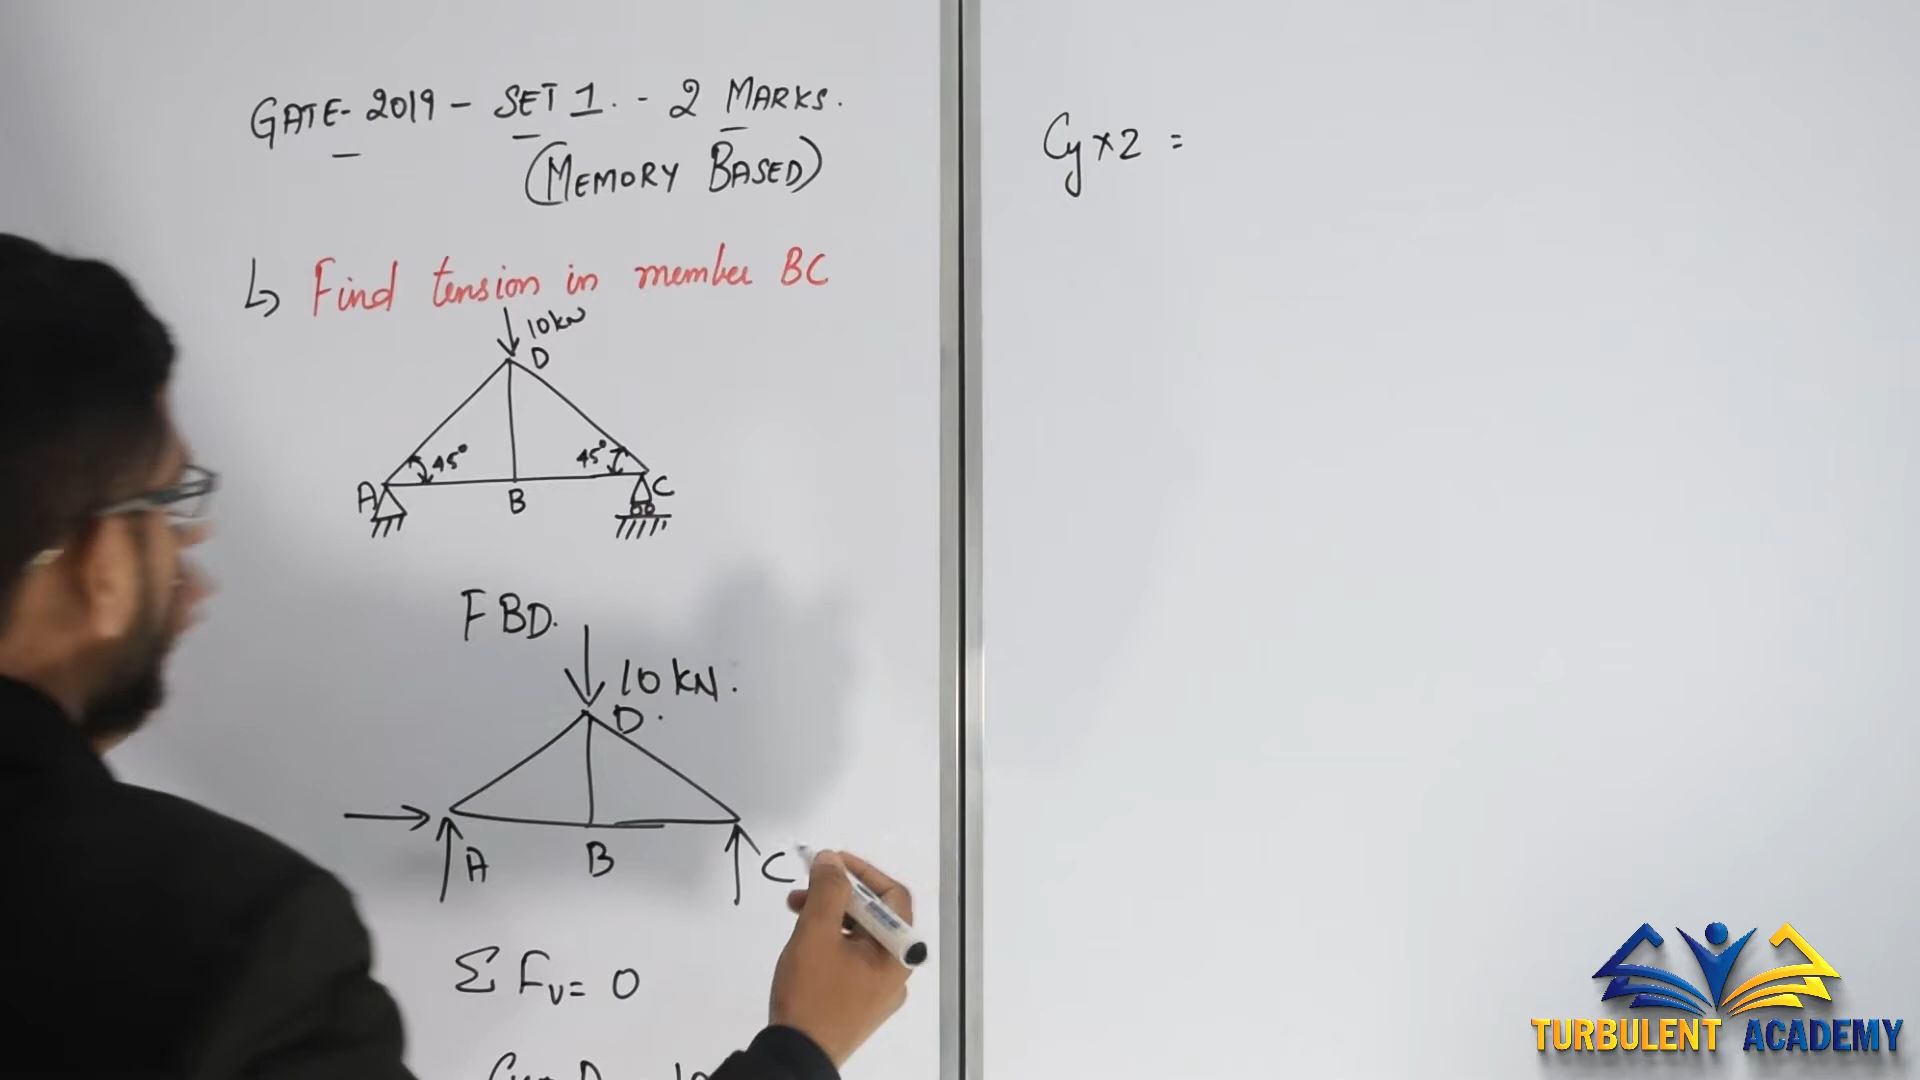 GATE- 2019 - SET 1. - 2 MARKS.
(MEMORY BASED)
↳ Find tension in member BC
10kN
D
45°
45°
A
B
C
FBD.
10 kN.
D.
A
B
C
Σ Fv = 0
Cy×2 =
TURBULENT ACADEMY